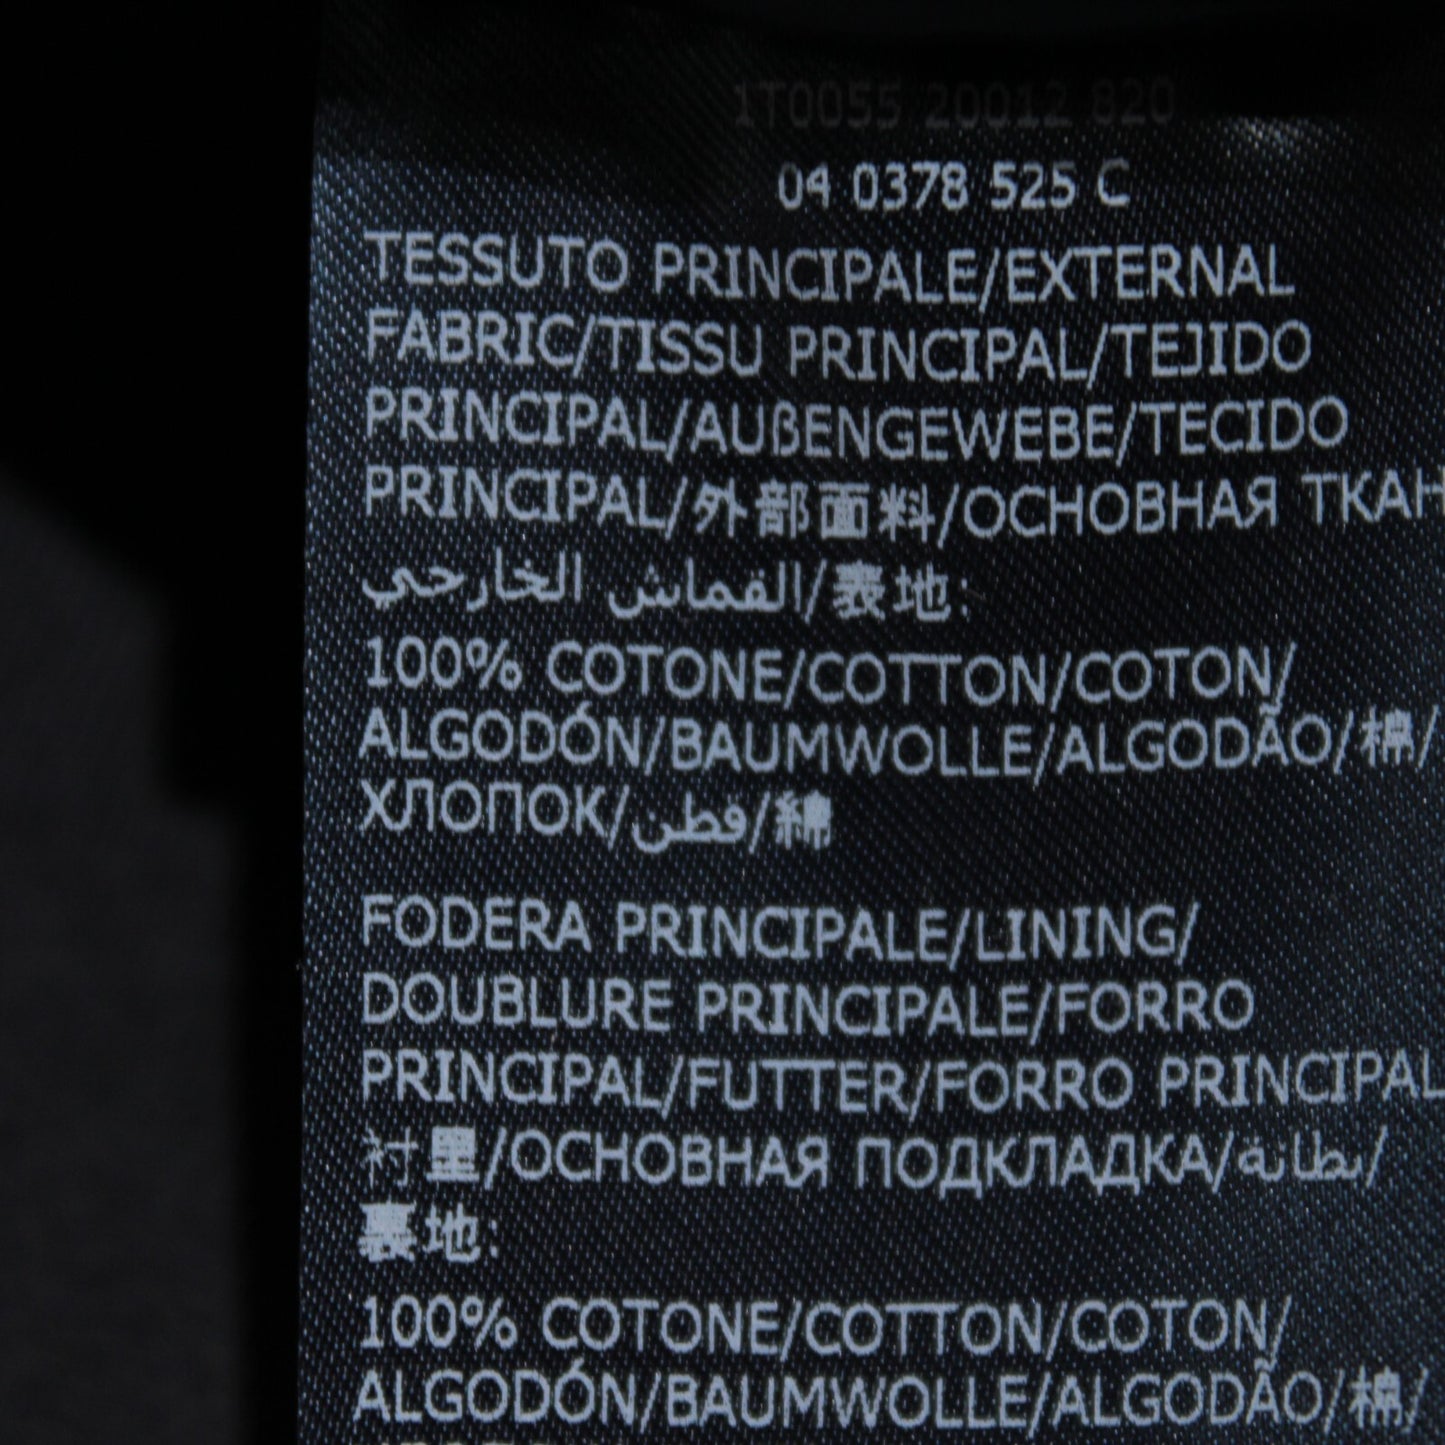 1T0055 20012 820
04 0378 525 C
TESSUTO PRINCIPALE/EXTERNAL
FABRIC/TISSU PRINCIPAL/TEJIDO
PRINCIPAL/AUßENGEWEBE/TECIDO
PRINCIPAL/外部面料/ОСНОВНАЯ ТКАН
القماش الخارجي/表地:
100% COTONE/COTTON/COTON/
ALGODÓN/BAUMWOLLE/ALGODÃO/棉/
ХЛОПОК/قطن/綿
FODERA PRINCIPALE/LINING/
DOUBLURE PRINCIPALE/FORRO
PRINCIPAL/FUTTER/FORRO PRINCIPAL
衬里/ОСНОВНАЯ ПОДКЛАДКА/بطانة/
裏地:
100% COTONE/COTTON/COTON/
ALGODÓN/BAUMWOLLE/ALGODÃO/棉/